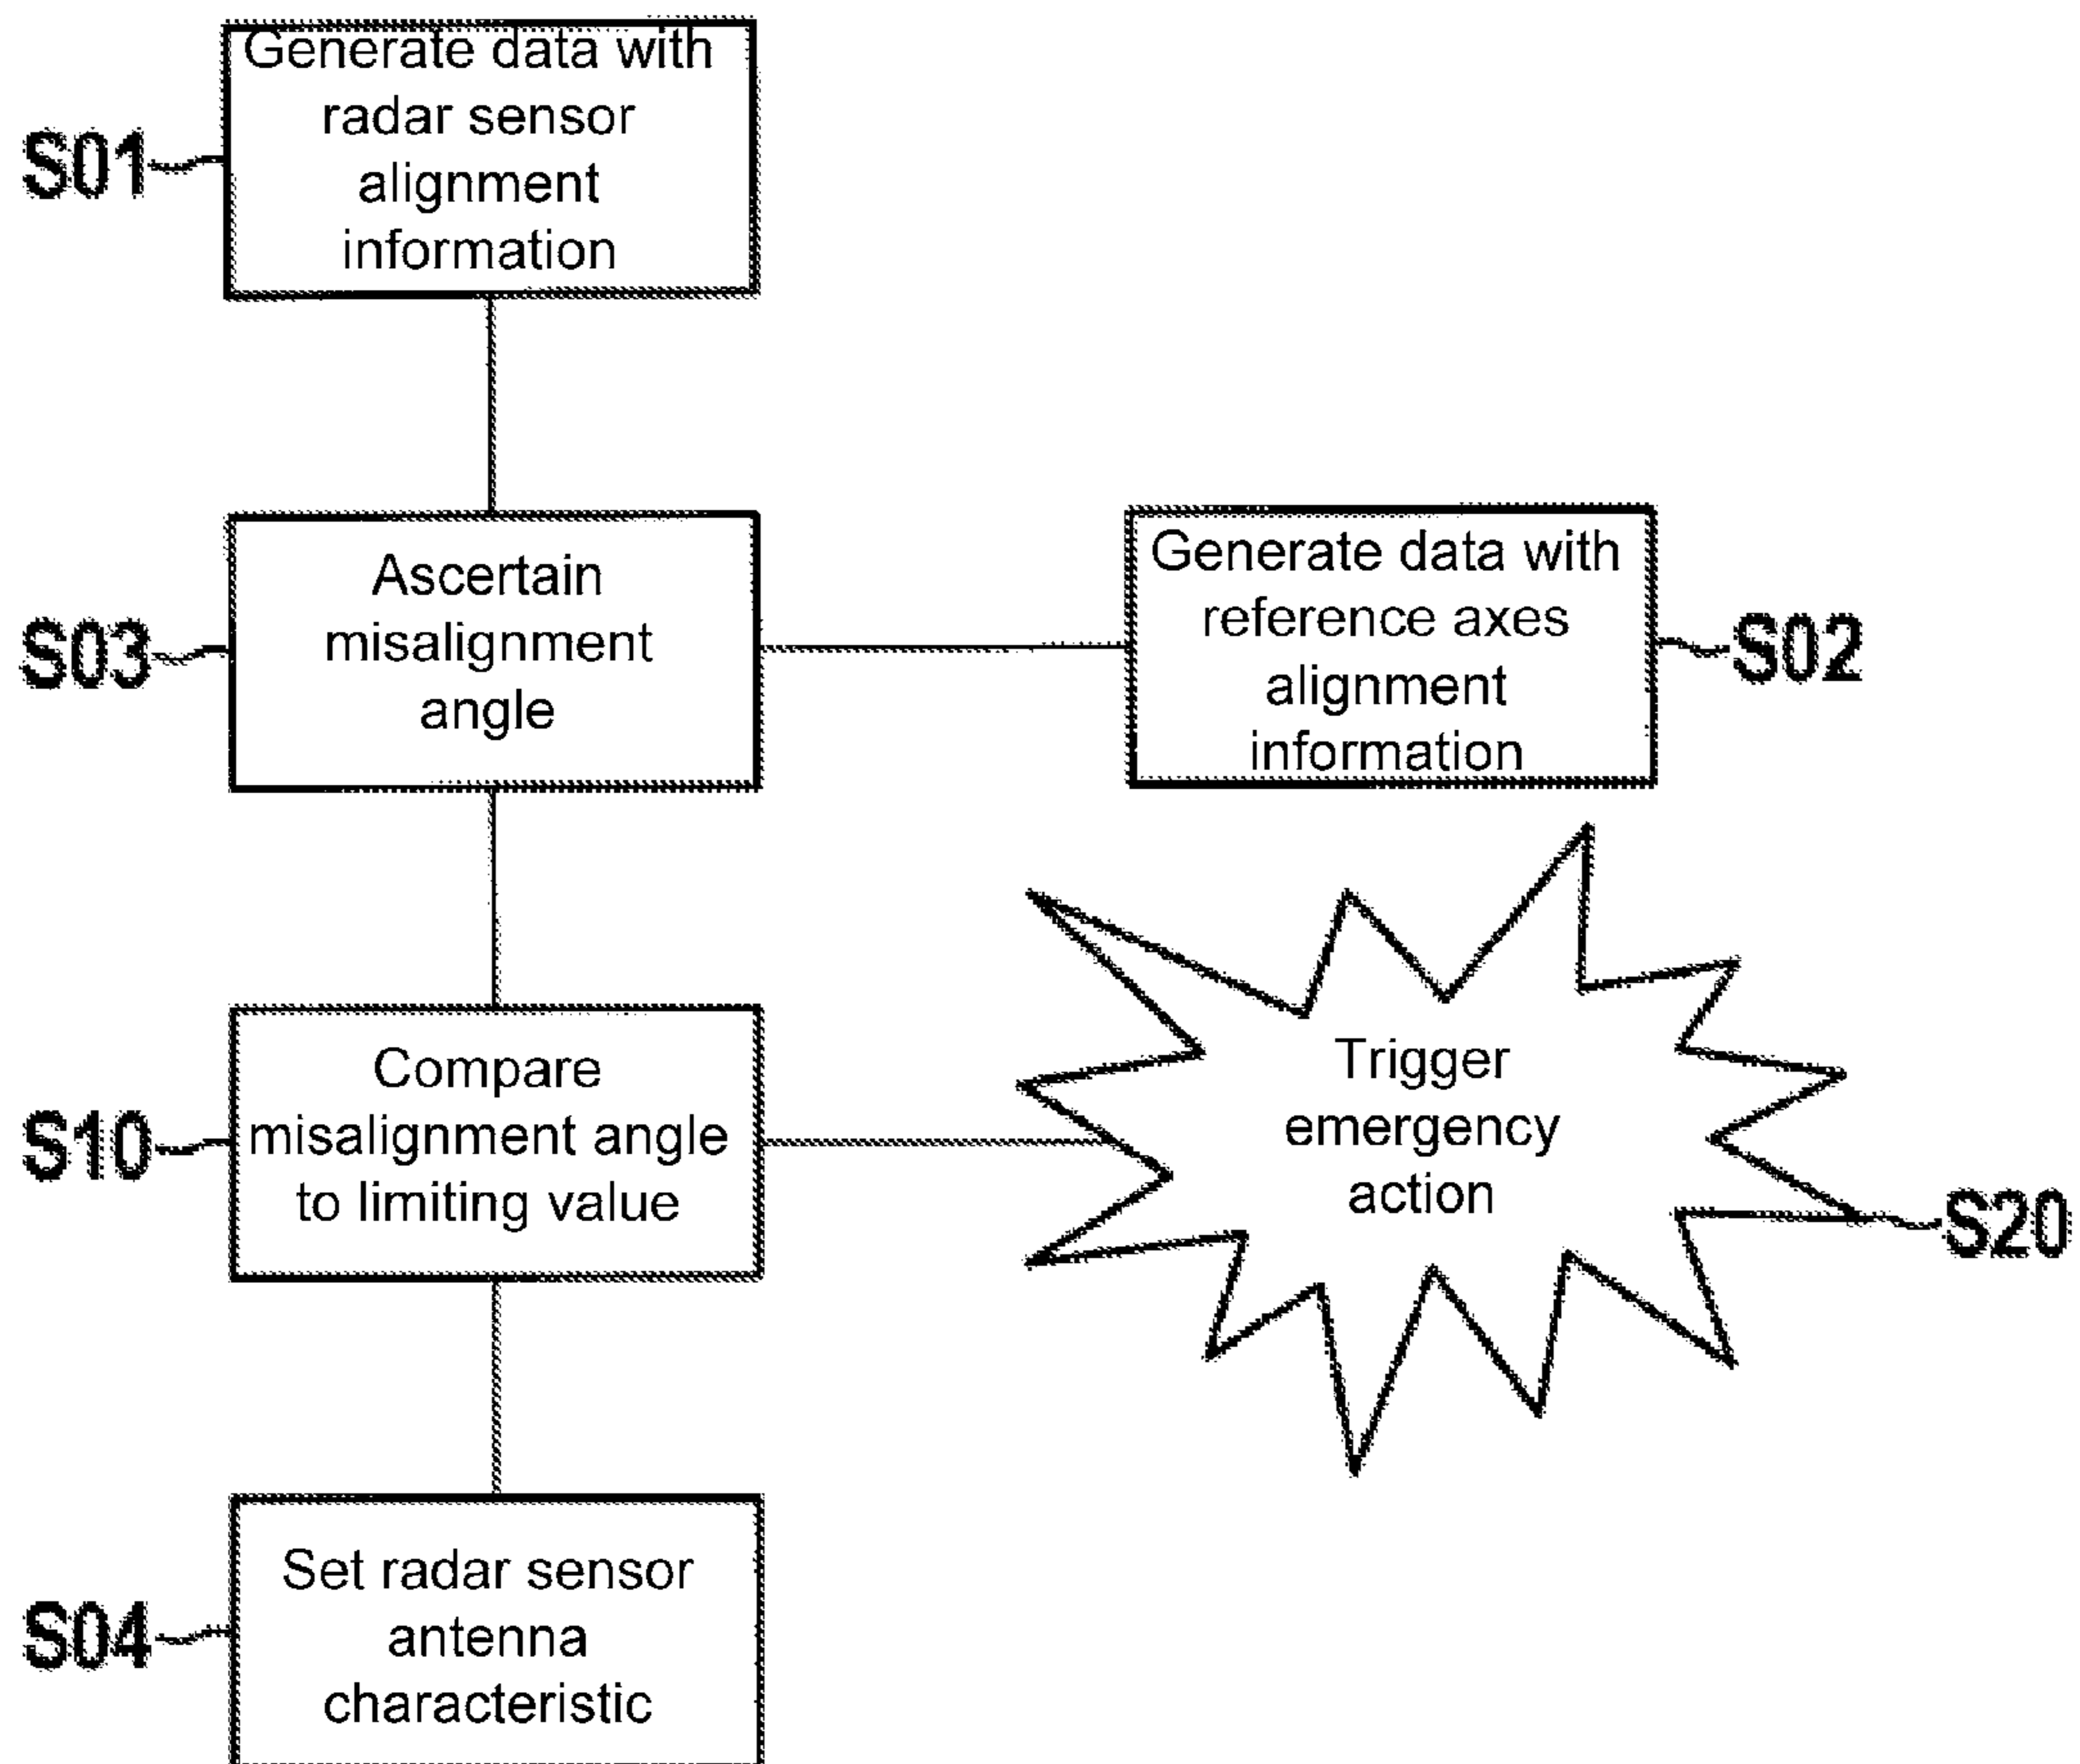 Generate data with
radar sensor
alignment
information
S01
Ascertain
misalignment
angle
S03
Generate data with
reference axes
alignment
information
S02
Compare
misalignment angle
to limiting value
S10
Trigger
emergency
action
S20
Set radar sensor
antenna
characteristic
S04